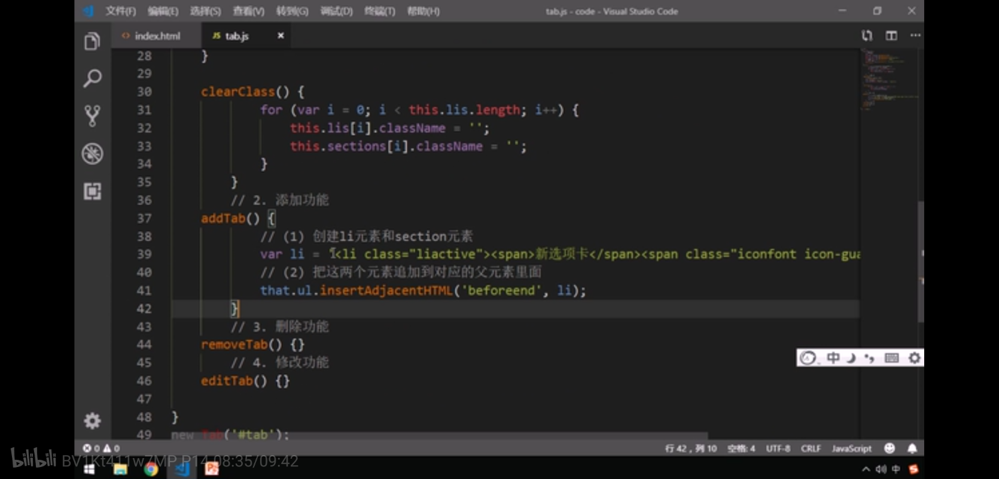 文件(F) 编辑(E) 选择(S) 查看(V) 转到(G) 调试(D) 终端(T) 帮助(H) tab.js - code - Visual Studio Code
index.html JS tab.js
28 }
29
30 clearClass() {
31 for (var i = 0; i < this.lis.length; i++) {
32 this.lis[i].className = '';
33 this.sections[i].className = '';
34 }
35 }
36 // 2. 添加功能
37 addTab() {
38 // (1) 创建li元素和section元素
39 var li = `<li class="liactive"><span>新选项卡</span><span class="iconfont icon-gua
40 // (2) 把这两个元素追加到对应的父元素里面
41 that.ul.insertAdjacentHTML('beforeend', li);
42 }
43 // 3. 删除功能
44 removeTab() {}
45 // 4. 修改功能
46 editTab() {}
47
48 }
49 new Tab('#tab');
中
0 0 行 42，列 10 空格: 4 UTF-8 CRLF JavaScript
bilibili BV1Kt411w7MP P14 08:35/09:42
中